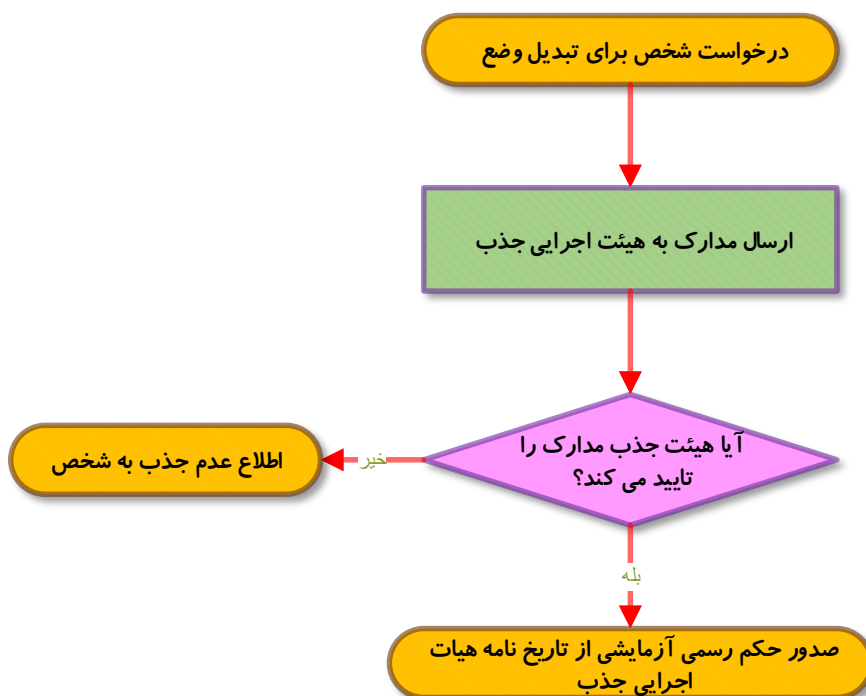 درخواست شخص برای تبدیل وضع
ارسال مدارک به هیئت اجرایی جذب
آیا هیئت جذب مدارک را
تایید می کند؟
خیر
اطلاع عدم جذب به شخص
بله
صدور حکم رسمی آزمایشی از تاریخ نامه هیات
اجرایی جذب